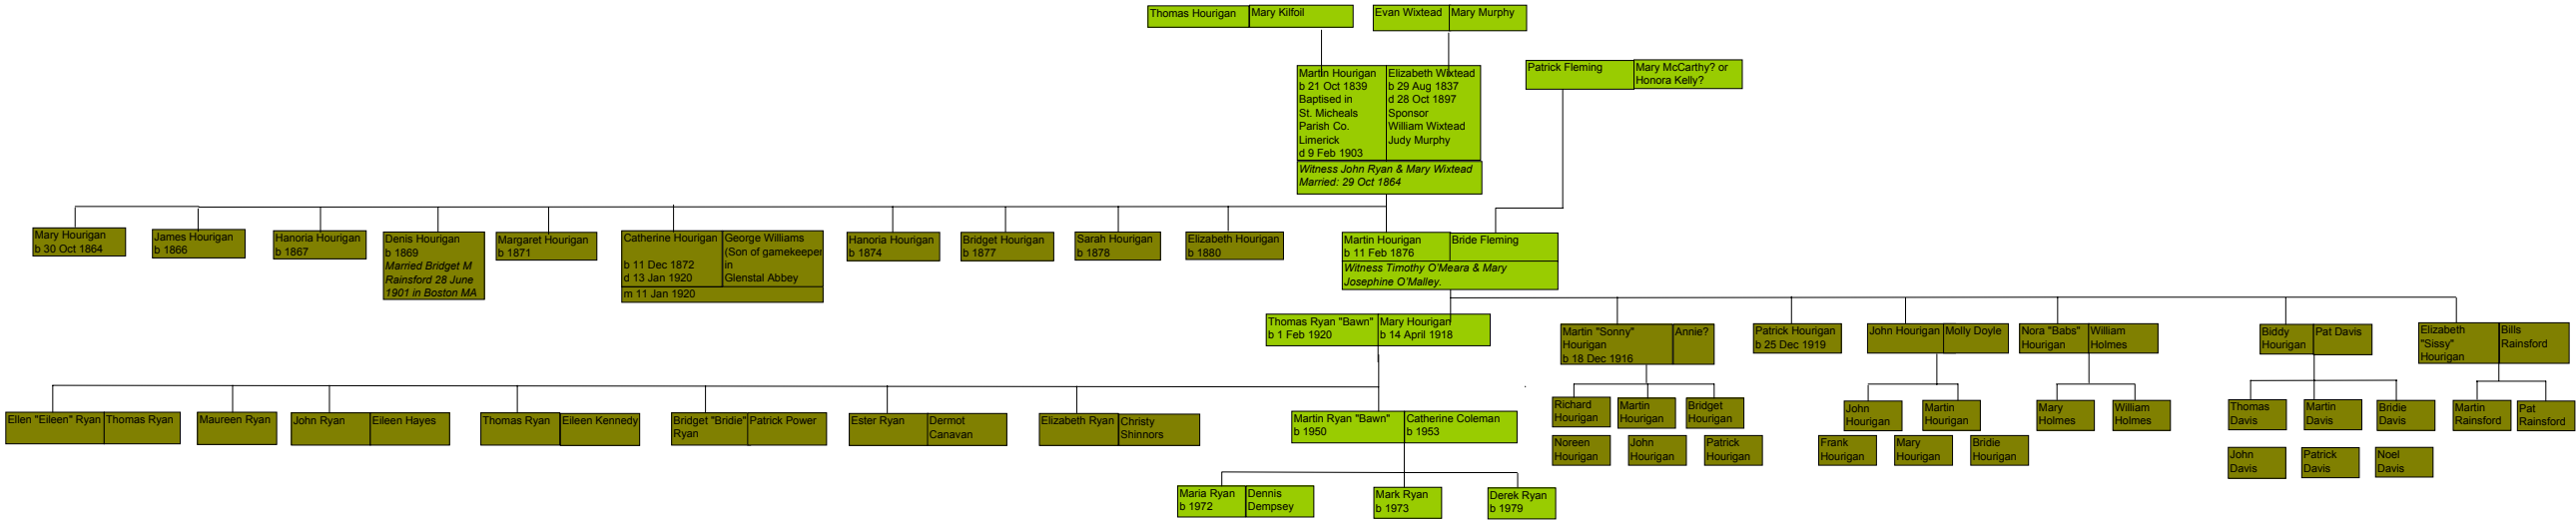 Thomas Hourigan
Mary Kilfoil
Evan Wixtead
Mary Murphy
Martin Hourigan
b 21 Oct 1839
Baptised in
St. Micheals
Parish Co.
Limerick
d 9 Feb 1903
Elizabeth Wixtead
b 29 Aug 1837
d 28 Oct 1897
Sponsor
William Wixtead
Judy Murphy
Witness John Ryan & Mary Wixtead
Married: 29 Oct 1864
Patrick Fleming
Mary McCarthy? or
Honora Kelly?
Mary Hourigan
b 30 Oct 1864
James Hourigan
b 1866
Hanoria Hourigan
b 1867
Denis Hourigan
b 1869
Married Bridget M
Rainsford 28 June
1901 in Boston MA
Margaret Hourigan
b 1871
Catherine Hourigan
b 11 Dec 1872
d 13 Jan 1920
George Williams
(Son of gamekeeper
in
Glenstal Abbey
m 11 Jan 1920
Hanoria Hourigan
b 1874
Bridget Hourigan
b 1877
Sarah Hourigan
b 1878
Elizabeth Hourigan
b 1880
Martin Hourigan
b 11 Feb 1876
Bride Fleming
Witness Timothy O'Meara & Mary
Josephine O'Malley.
Thomas Ryan "Bawn"
b 1 Feb 1920
Mary Hourigan
b 14 April 1918
Martin "Sonny"
Hourigan
b 18 Dec 1916
Annie?
Patrick Hourigan
b 25 Dec 1919
John Hourigan
Molly Doyle
Nora "Babs"
Hourigan
William
Holmes
Biddy
Hourigan
Pat Davis
Elizabeth
"Sissy"
Hourigan
Bills
Rainsford
Ellen "Eileen" Ryan
Thomas Ryan
Maureen Ryan
John Ryan
Eileen Hayes
Thomas Ryan
Eileen Kennedy
Bridget "Bridie"
Ryan
Patrick Power
Ester Ryan
Dermot
Canavan
Elizabeth Ryan
Christy
Shinnors
Martin Ryan "Bawn"
b 1950
Catherine Coleman
b 1953
Richard
Hourigan
Martin
Hourigan
Bridget
Hourigan
Noreen
Hourigan
John
Hourigan
Patrick
Hourigan
John
Hourigan
Martin
Hourigan
Frank
Hourigan
Mary
Hourigan
Bridie
Hourigan
Mary
Holmes
William
Holmes
Thomas
Davis
Martin
Davis
Bridie
Davis
John
Davis
Patrick
Davis
Noel
Davis
Martin
Rainsford
Pat
Rainsford
Maria Ryan
b 1972
Dennis
Dempsey
Mark Ryan
b 1973
Derek Ryan
b 1979